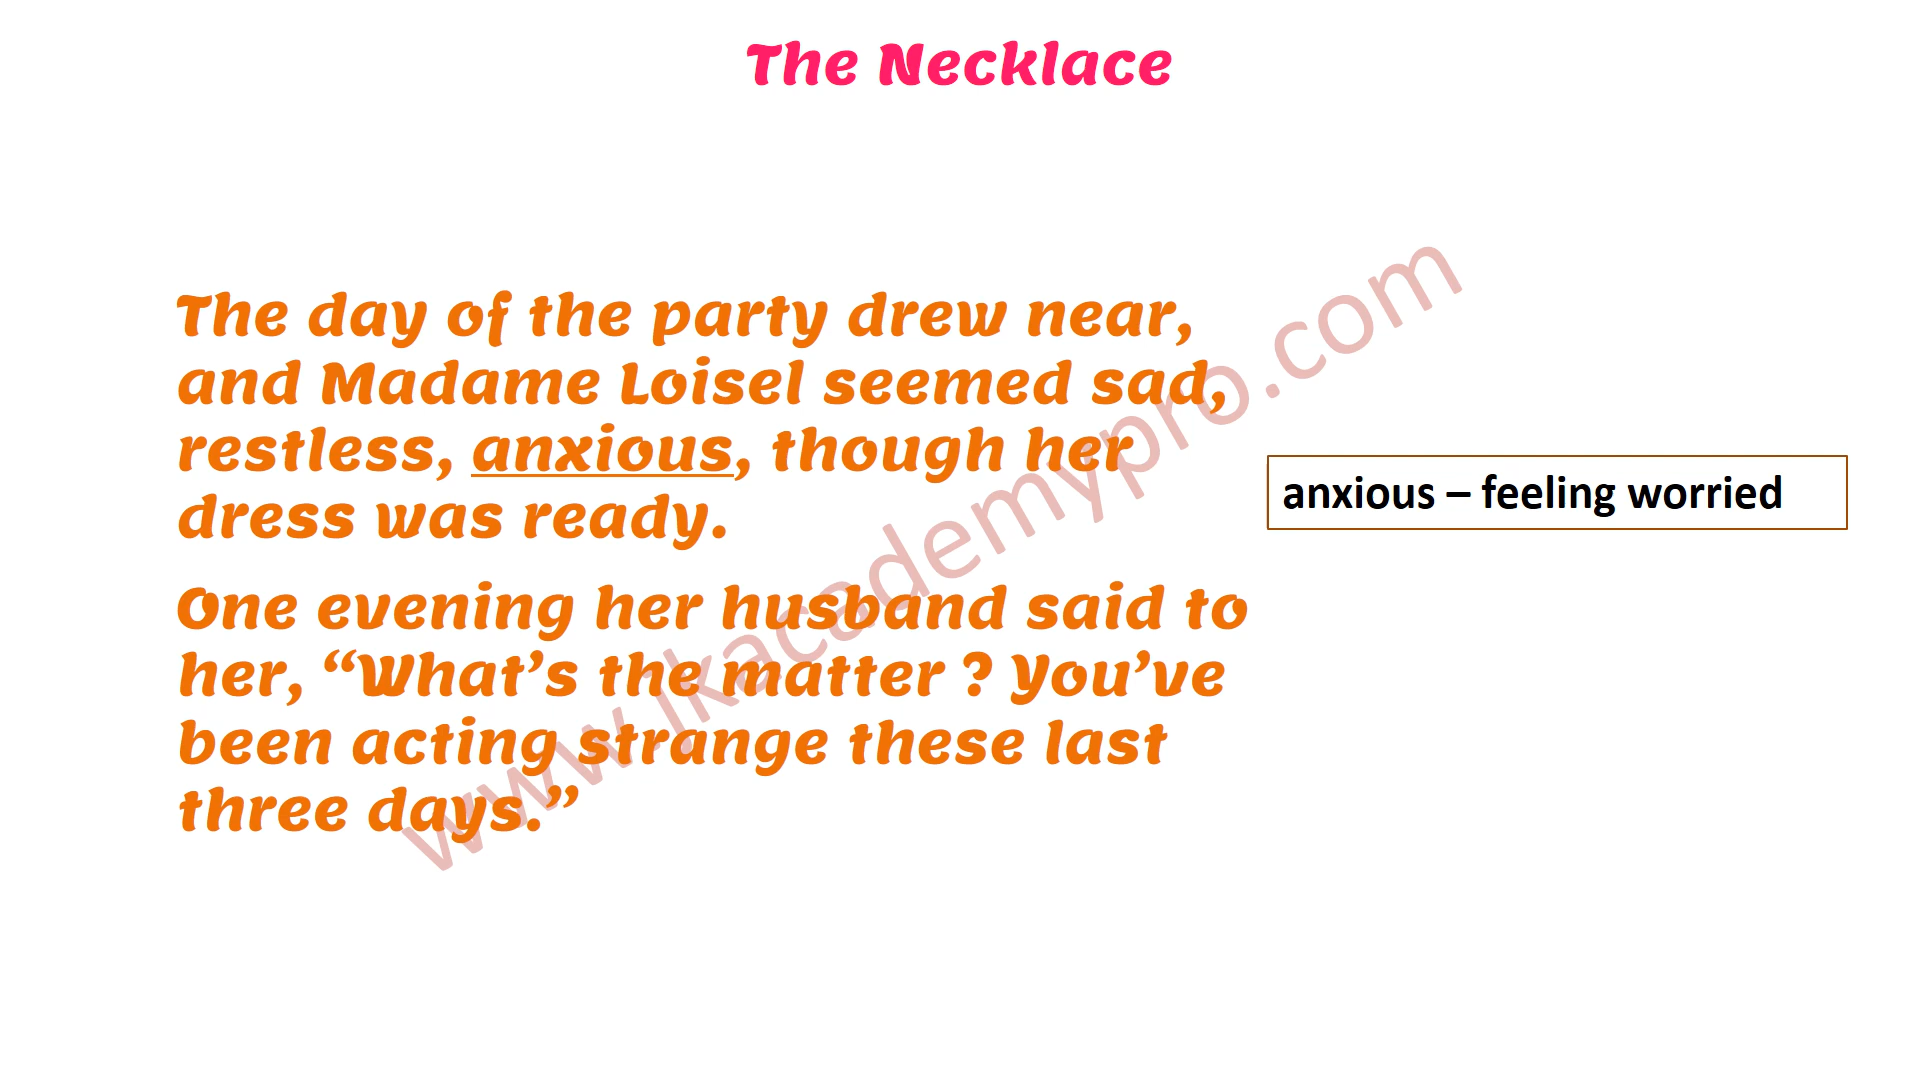 The Necklace
The day of the party drew near,
and Madame Loisel seemed sad,
restless, anxious, though her
dress was ready.
anxious – feeling worried
One evening her husband said to
her, “What’s the matter ? You’ve
been acting strange these last
three days.”
www.jkacademypro.com